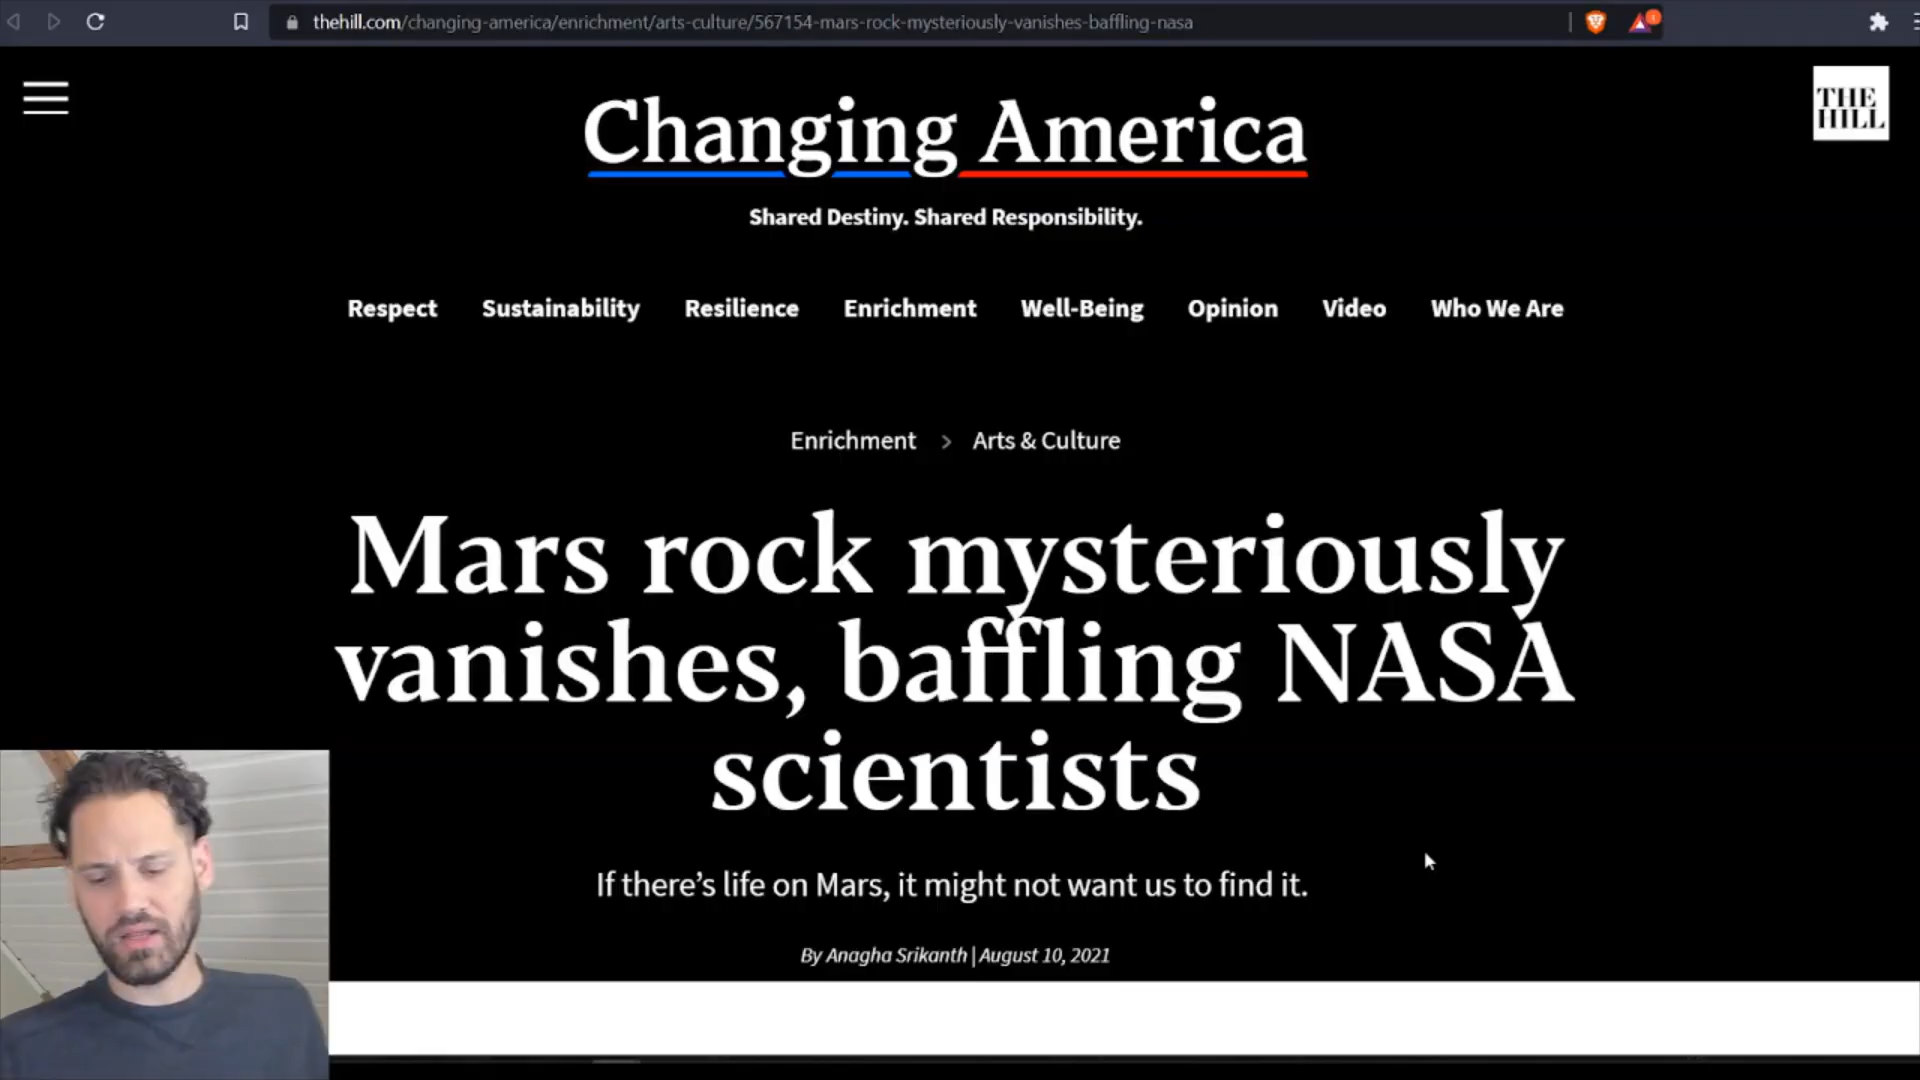 thehill.com/changing-america/enrichment/arts-culture/567154-mars-rock-mysteriously-vanishes-baffling-nasa
Changing America
THE
HILL
Shared Destiny. Shared Responsibility.
Respect Sustainability Resilience Enrichment Well-Being Opinion Video Who We Are
Enrichment > Arts & Culture
Mars rock mysteriously
vanishes, baffling NASA
scientists
If there's life on Mars, it might not want us to find it.
By Anagha Srikanth | August 10, 2021